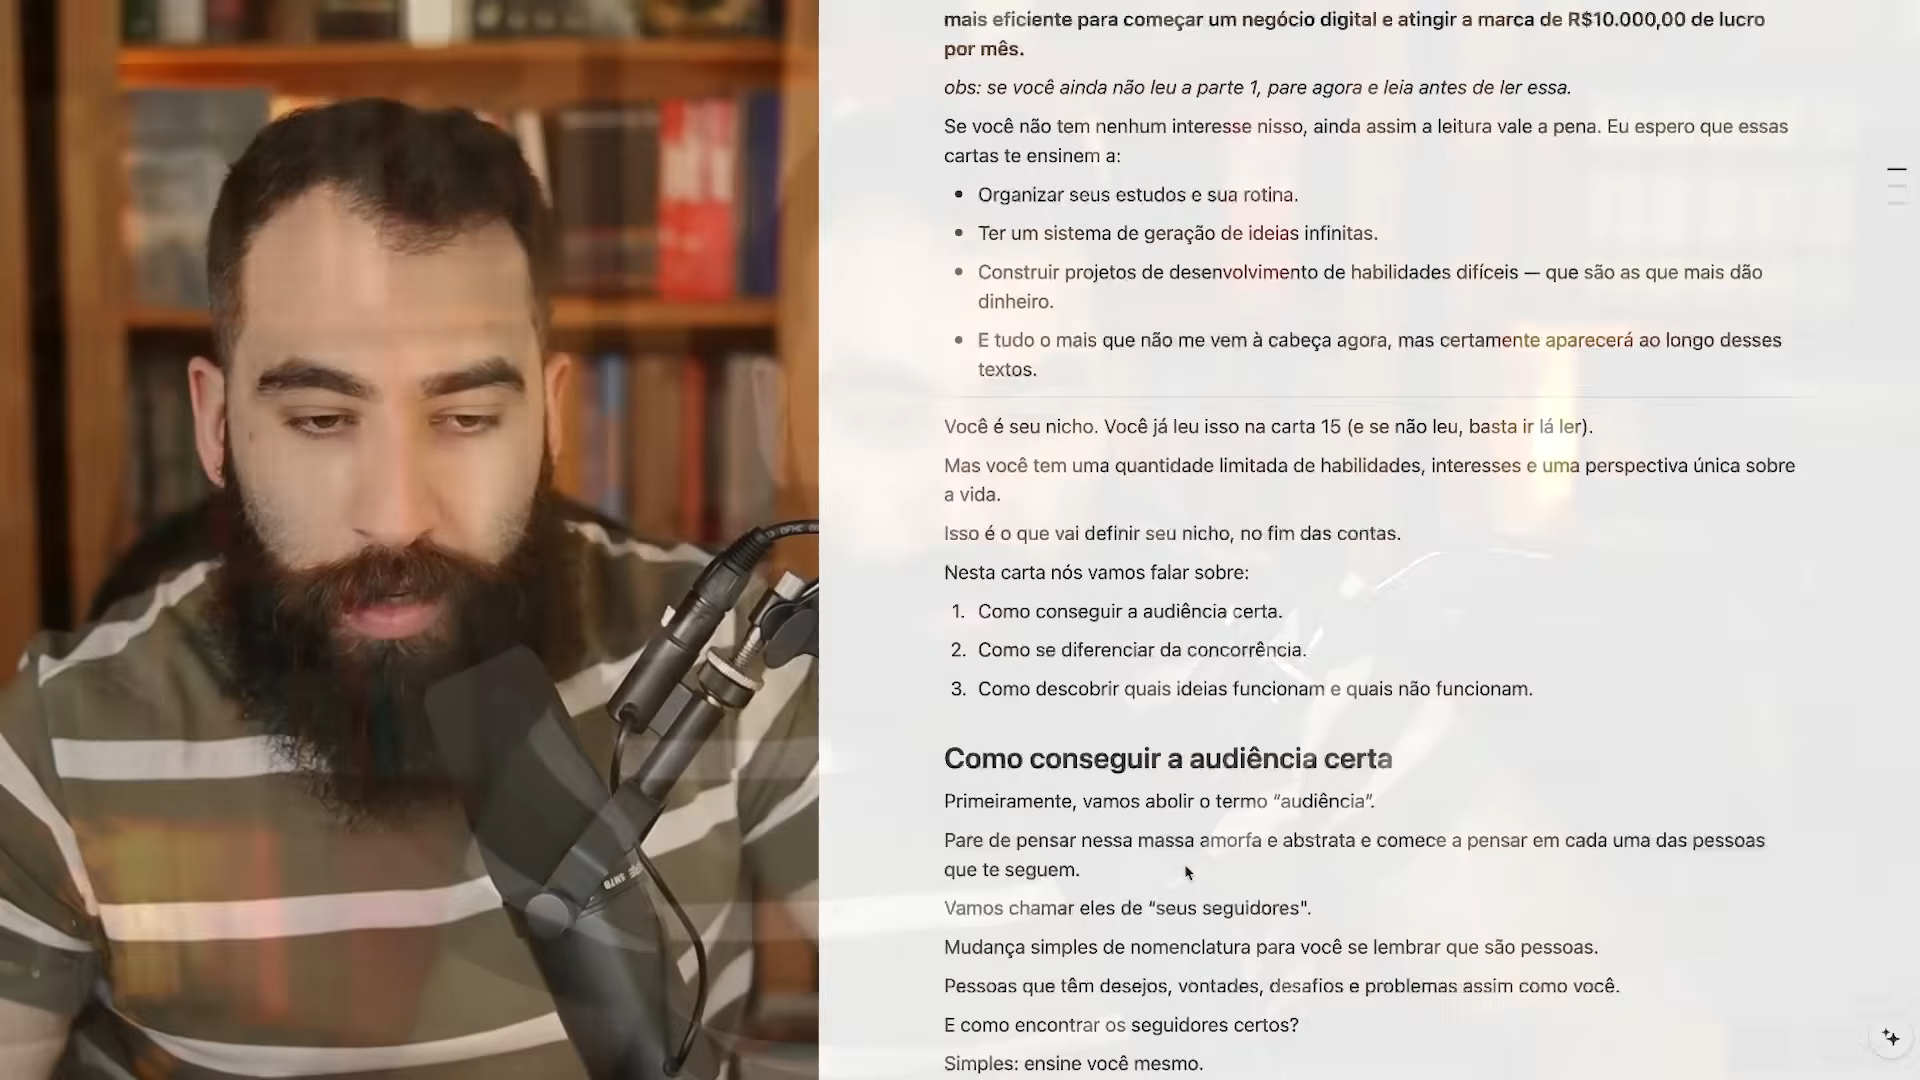 mais eficiente para começar um negócio digital e atingir a marca de R$10.000,00 de lucro
por mês.
obs: se você ainda não leu a parte 1, pare agora e leia antes de ler essa.
Se você não tem nenhum interesse nisso, ainda assim a leitura vale a pena. Eu espero que essas
cartas te ensinem a:
• Organizar seus estudos e sua rotina.
• Ter um sistema de geração de ideias infinitas.
• Construir projetos de desenvolvimento de habilidades difíceis — que são as que mais dão
dinheiro.
• E tudo o mais que não me vem à cabeça agora, mas certamente aparecerá ao longo desses
textos.
Você é seu nicho. Você já leu isso na carta 15 (e se não leu, basta ir lá ler).
Mas você tem uma quantidade limitada de habilidades, interesses e uma perspectiva única sobre
a vida.
Isso é o que vai definir seu nicho, no fim das contas.
Nesta carta nós vamos falar sobre:
1. Como conseguir a audiência certa.
2. Como se diferenciar da concorrência.
3. Como descobrir quais ideias funcionam e quais não funcionam.
Como conseguir a audiência certa
Primeiramente, vamos abolir o termo “audiência”.
Pare de pensar nessa massa amorfa e abstrata e comece a pensar em cada uma das pessoas
que te seguem.
Vamos chamar eles de “seus seguidores".
Mudança simples de nomenclatura para você se lembrar que são pessoas.
Pessoas que têm desejos, vontades, desafios e problemas assim como você.
E como encontrar os seguidores certos?
Simples: ensine você mesmo.